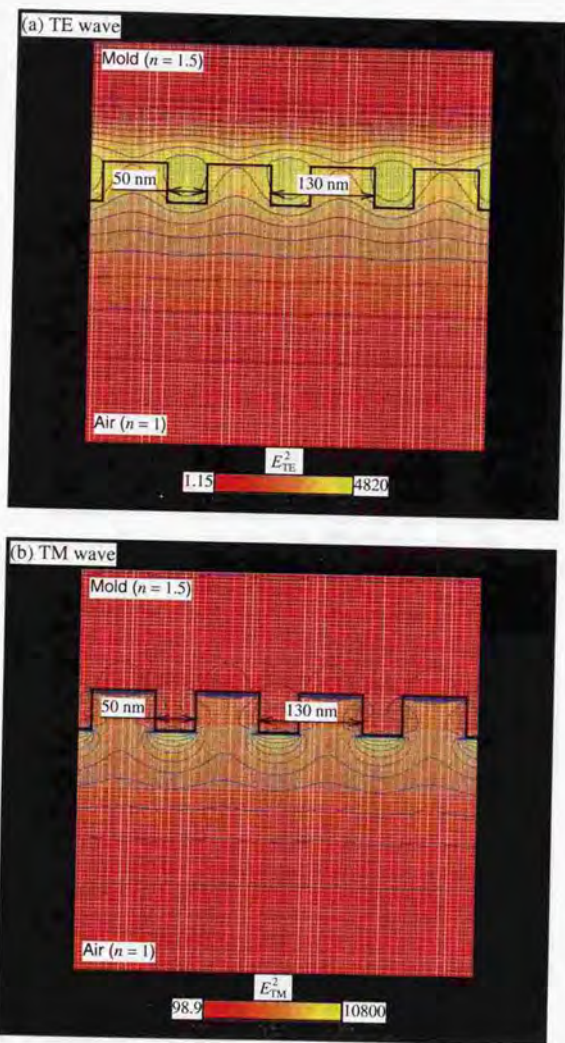 (a) TE wave
Mold (n = 1.5)
50 nm
130 nm
Air (n = 1)
E²TE
1.15
4820
(b) TM wave
Mold (n = 1.5)
50 nm
130 nm
Air (n = 1)
E²TM
98.9
10800